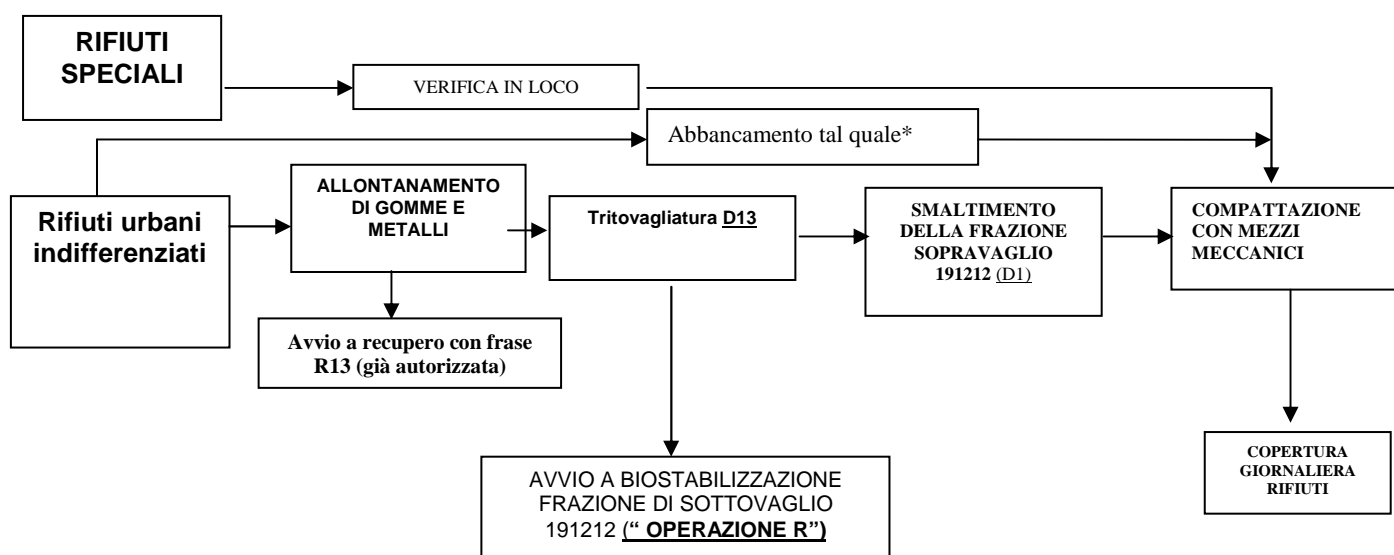 RIFIUTI
SPECIALI
VERIFICA IN LOCO
Abbancamento tal quale*
Rifiuti urbani
indifferenziati
ALLONTANAMENTO
DI GOMME E
METALLI
Tritovagliatura D13
SMALTIMENTO
DELLA FRAZIONE
SOPRAVAGLIO
191212 (D1)
COMPATTAZIONE
CON MEZZI
MECCANICI
Avvio a recupero con frase
R13 (già autorizzata)
AVVIO A BIOSTABILIZZAZIONE
FRAZIONE DI SOTTOVAGLIO
191212 (“ OPERAZIONE R”)
COPERTURA
GIORNALIERA
RIFIUTI